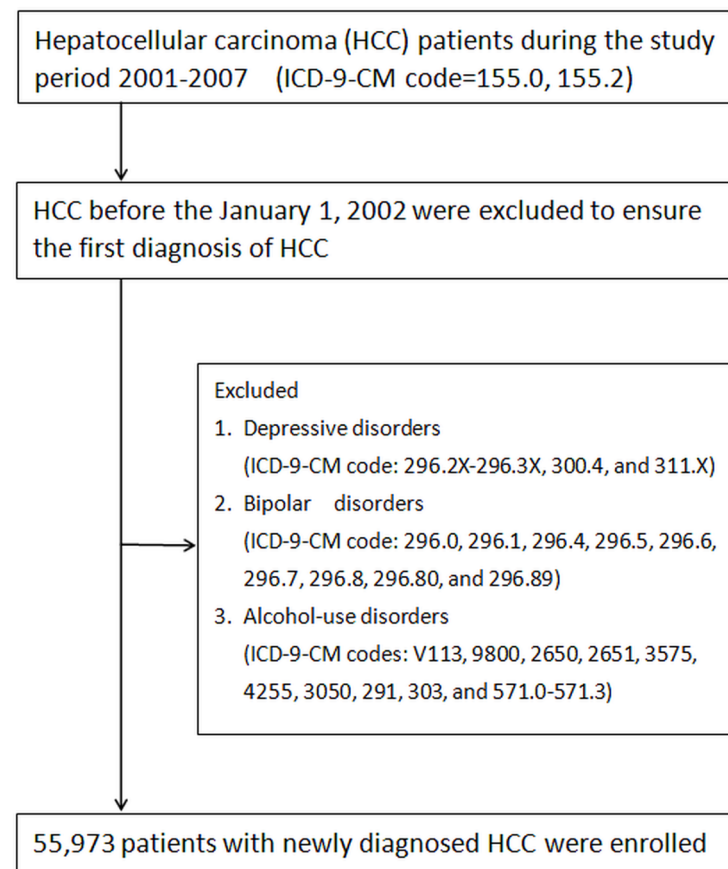 Hepatocellular carcinoma (HCC) patients during the study
period 2001-2007 (ICD-9-CM code=155.0, 155.2)
HCC before the January 1, 2002 were excluded to ensure
the first diagnosis of HCC
Excluded
1. Depressive disorders
(ICD-9-CM code: 296.2X-296.3X, 300.4, and 311.X)
2. Bipolar disorders
(ICD-9-CM code: 296.0, 296.1, 296.4, 296.5, 296.6,
296.7, 296.8, 296.80, and 296.89)
3. Alcohol-use disorders
(ICD-9-CM codes: V113, 9800, 2650, 2651, 3575,
4255, 3050, 291, 303, and 571.0-571.3)
55,973 patients with newly diagnosed HCC were enrolled